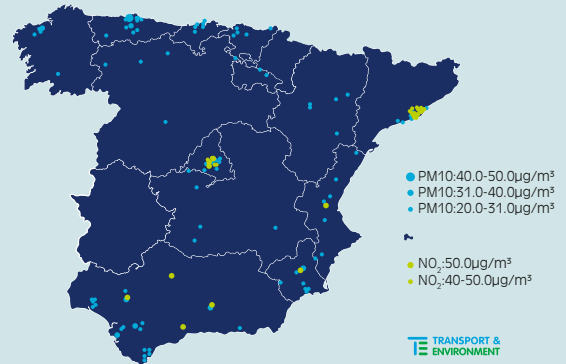 PM10:40.0-50.0µg/m³
PM10:31.0-40.0µg/m³
PM10:20.0-31.0µg/m³
NO₂:50.0µg/m³
NO₂:40-50.0µg/m³
TRANSPORT &
ENVIRONMENT